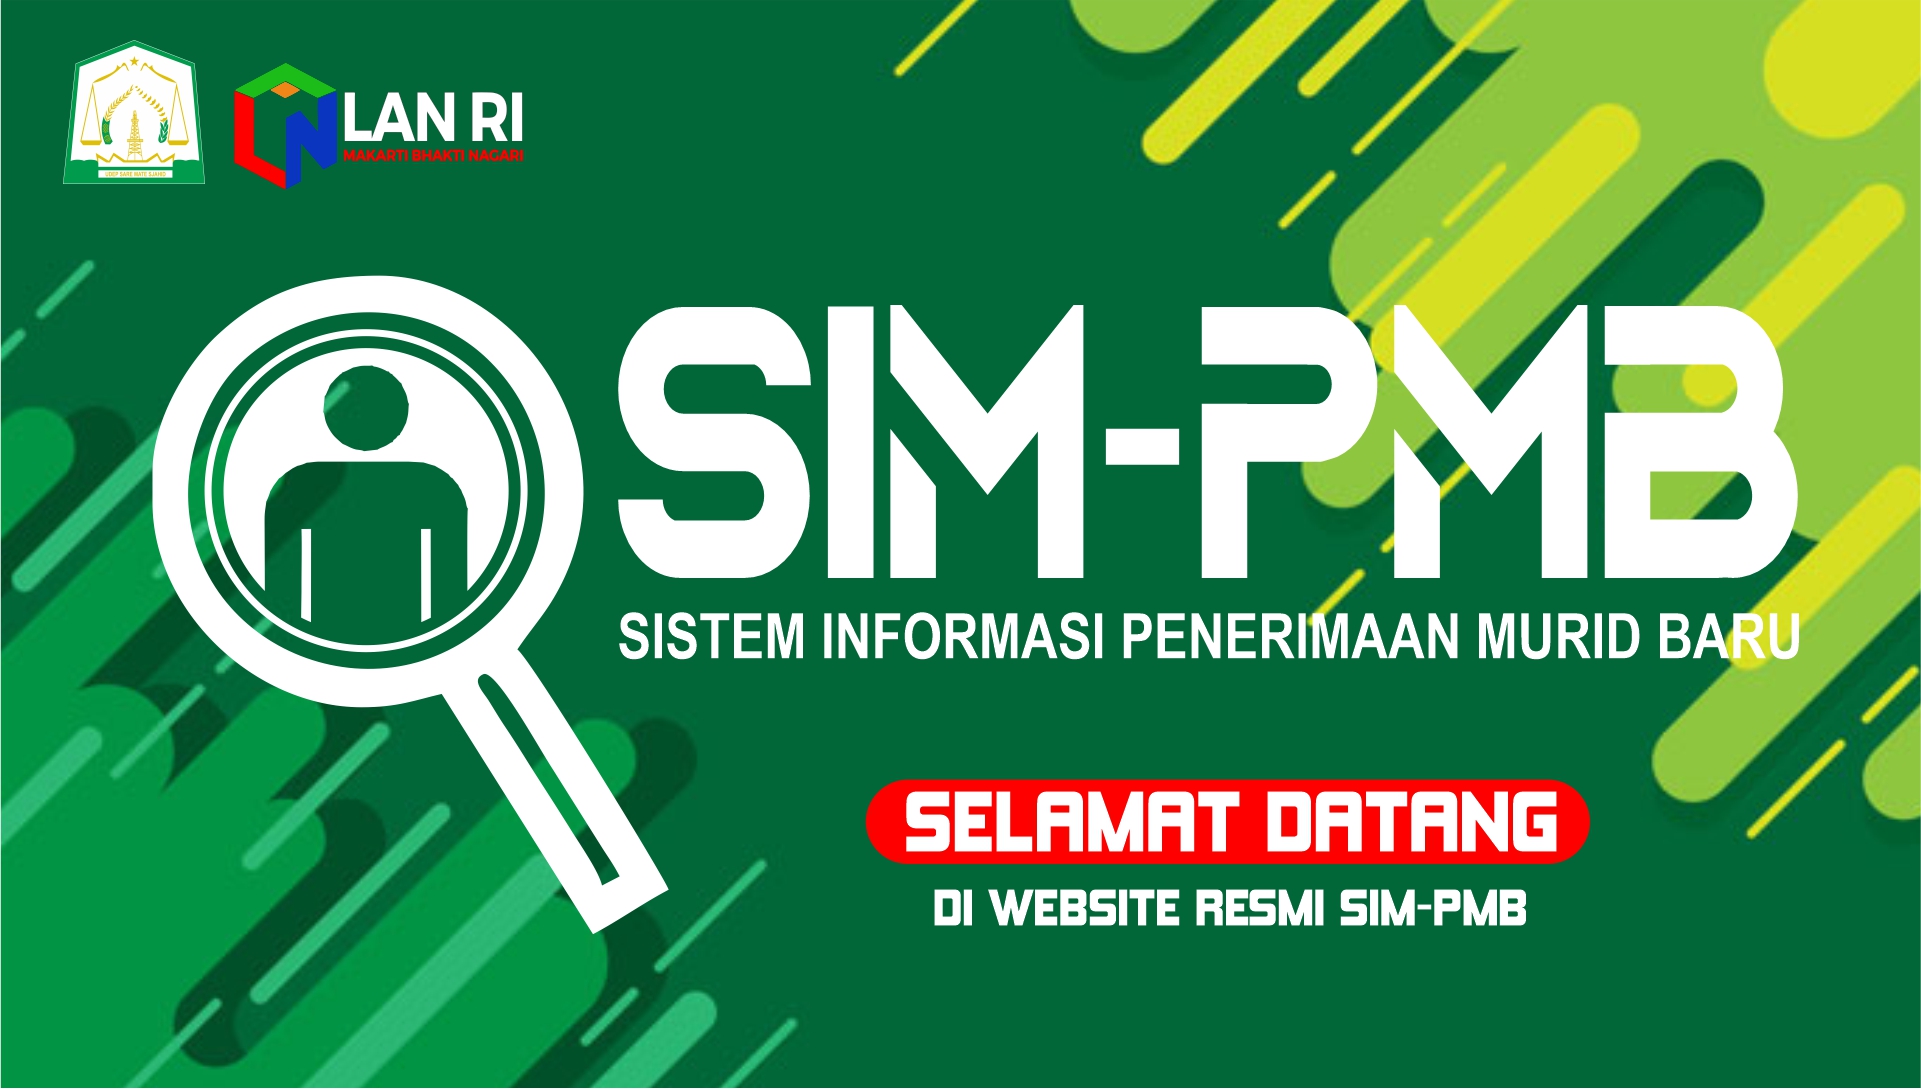 LAN RI
MAKARTI BHAKTI NAGARI
SIM-PMB
SISTEM INFORMASI PENERIMAAN MURID BARU
SELAMAT DATANG
DI WEBSITE RESMI SIM-PMB